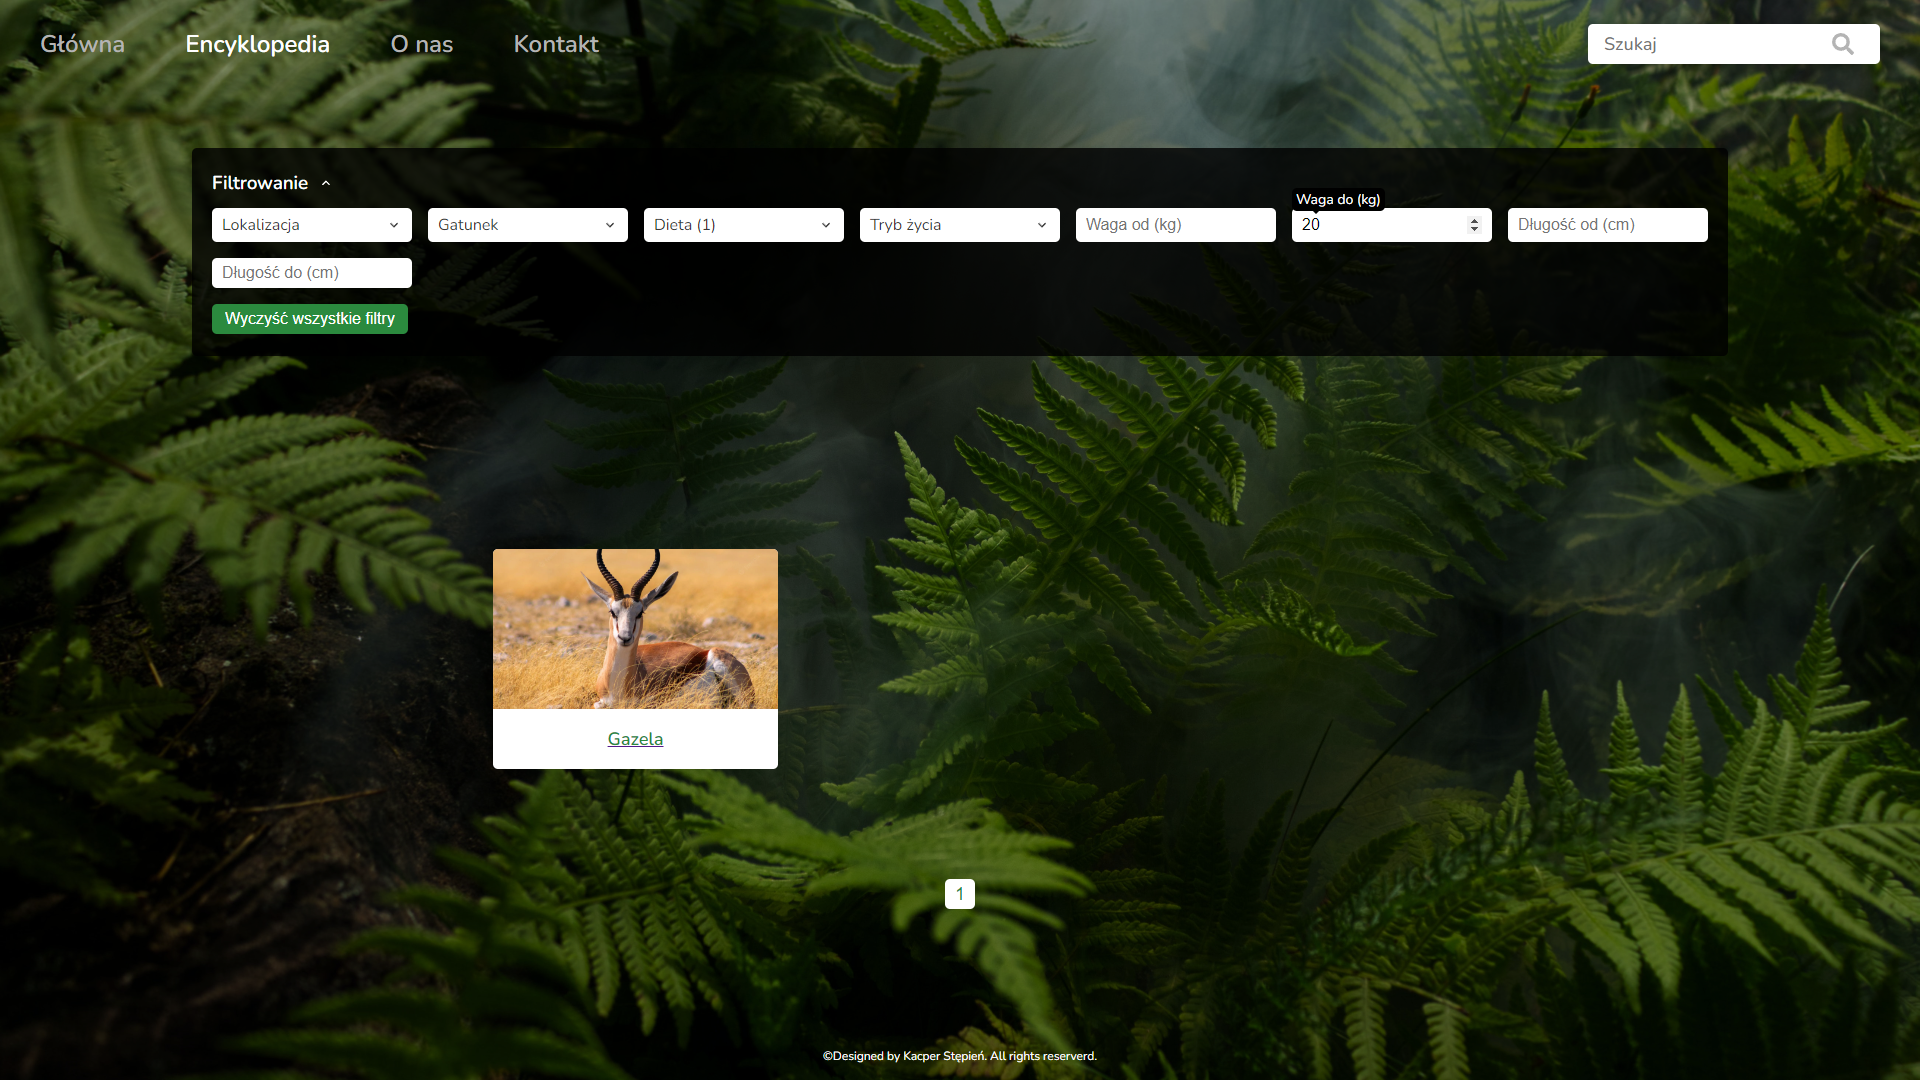 Główna Encyklopedia O nas Kontakt Szukaj
Filtrowanie
Waga do (kg)
Lokalizacja Gatunek Dieta (1) Tryb życia Waga od (kg) 20 Długość od (cm)
Długość do (cm)
Wyczyść wszystkie filtry
Gazela
1
©Designed by Kacper Stępień. All rights reserverd.